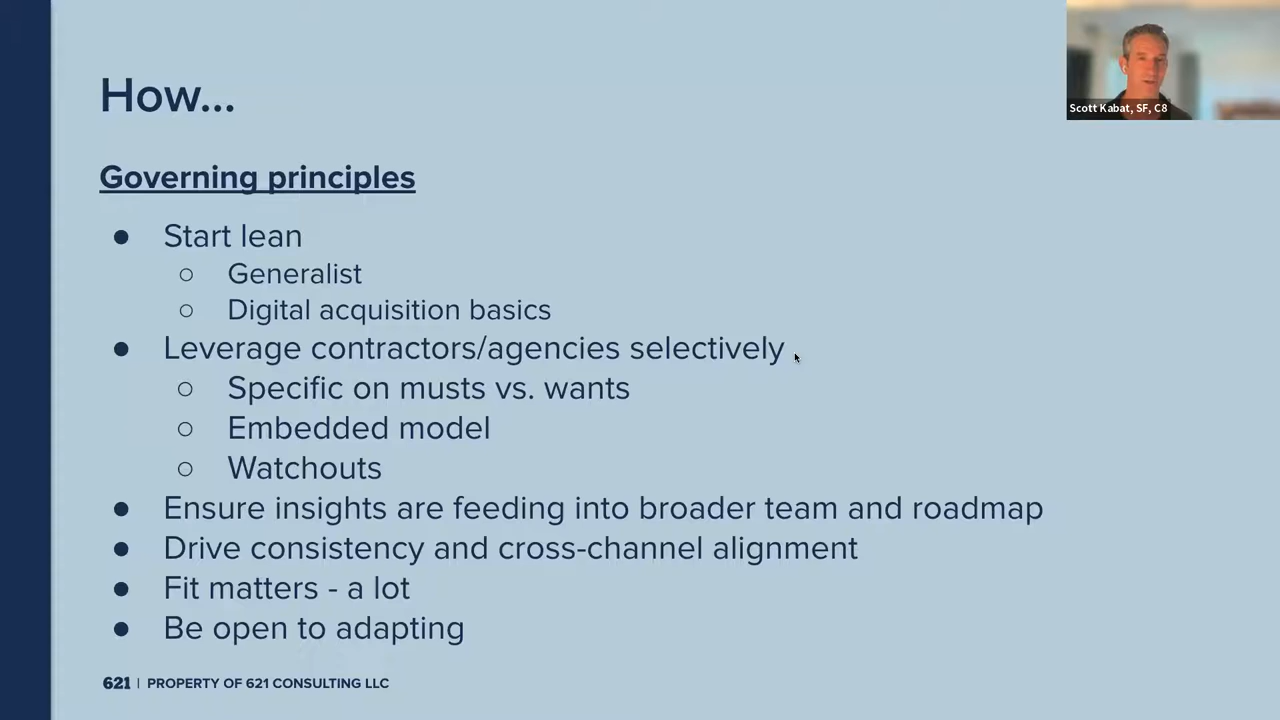 How...
Scott Kabat, SF, C8
Governing principles
● Start lean
○ Generalist
○ Digital acquisition basics
● Leverage contractors/agencies selectively
○ Specific on musts vs. wants
○ Embedded model
○ Watchouts
● Ensure insights are feeding into broader team and roadmap
● Drive consistency and cross-channel alignment
● Fit matters - a lot
● Be open to adapting
621 | PROPERTY OF 621 CONSULTING LLC